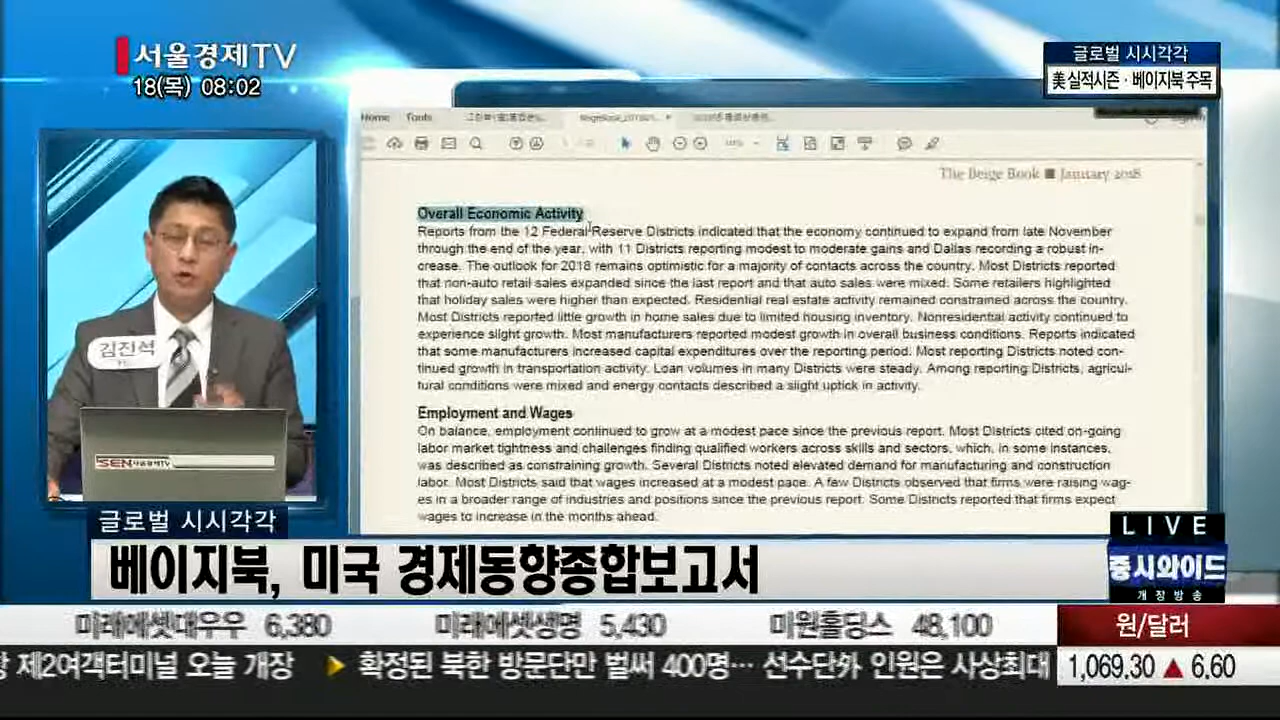 서울경제TV
18(목) 08:02
글로벌 시시각각
美 실적시즌 · 베이지북 주목
Home Tools
The Beige Book ■ January 2018
Overall Economic Activity
Reports from the 12 Federal Reserve Districts indicated that the economy continued to expand from late November
through the end of the year, with 11 Districts reporting modest to moderate gains and Dallas recording a robust in-
crease. The outlook for 2018 remains optimistic for a majority of contacts across the country. Most Districts reported
that non-auto retail sales expanded since the last report and that auto sales were mixed. Some retailers highlighted
that holiday sales were higher than expected. Residential real estate activity remained constrained across the country.
Most Districts reported little growth in home sales due to limited housing inventory. Nonresidential activity continued to
experience slight growth. Most manufacturers reported modest growth in overall business conditions. Reports indicated
that some manufacturers increased capital expenditures over the reporting period. Most reporting Districts noted con-
tinued growth in transportation activity. Loan volumes in many Districts were steady. Among reporting Districts, agricul-
tural conditions were mixed and energy contacts described a slight uptick in activity.
Employment and Wages
On balance, employment continued to grow at a modest pace since the previous report. Most Districts cited on-going
labor market tightness and challenges finding qualified workers across skills and sectors, which, in some instances,
was described as constraining growth. Several Districts noted elevated demand for manufacturing and construction
labor. Most Districts said that wages increased at a modest pace. A few Districts observed that firms were raising wag-
es in a broader range of industries and positions since the previous report. Some Districts reported that firms expect
wages to increase in the months ahead.
김진석
SEN 서울경제TV
글로벌 시시각각
베이지북, 미국 경제동향종합보고서
LIVE
증시와이드
개장방송
미래에셋대우우 6,380 미래에셋생명 5,430 미원홀딩스 48,100
원/달러
제2여객터미널 오늘 개장 ▶ 확정된 북한 방문단만 벌써 400명… 선수단外 인원은 사상최대
1,069.30 ▲ 6.60